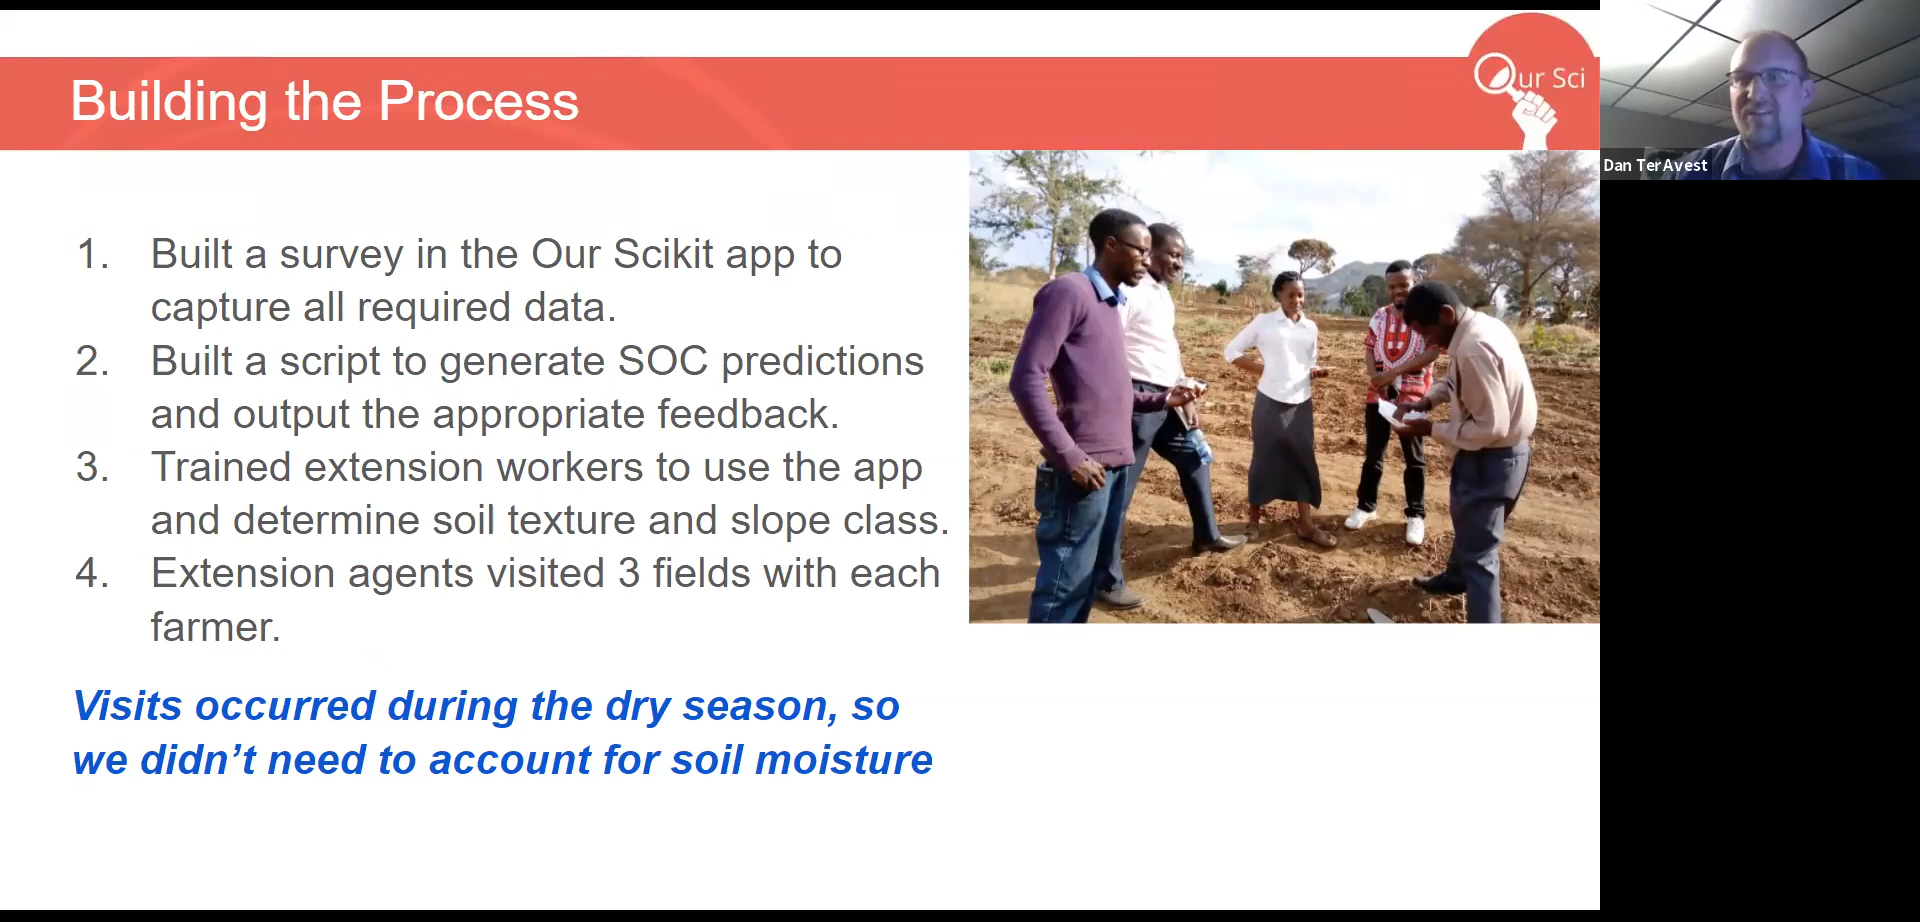 Building the Process
Our Sci
Dan TerAvest
1. Built a survey in the Our Scikit app to
capture all required data.
2. Built a script to generate SOC predictions
and output the appropriate feedback.
3. Trained extension workers to use the app
and determine soil texture and slope class.
4. Extension agents visited 3 fields with each
farmer.
Visits occurred during the dry season, so
we didn’t need to account for soil moisture